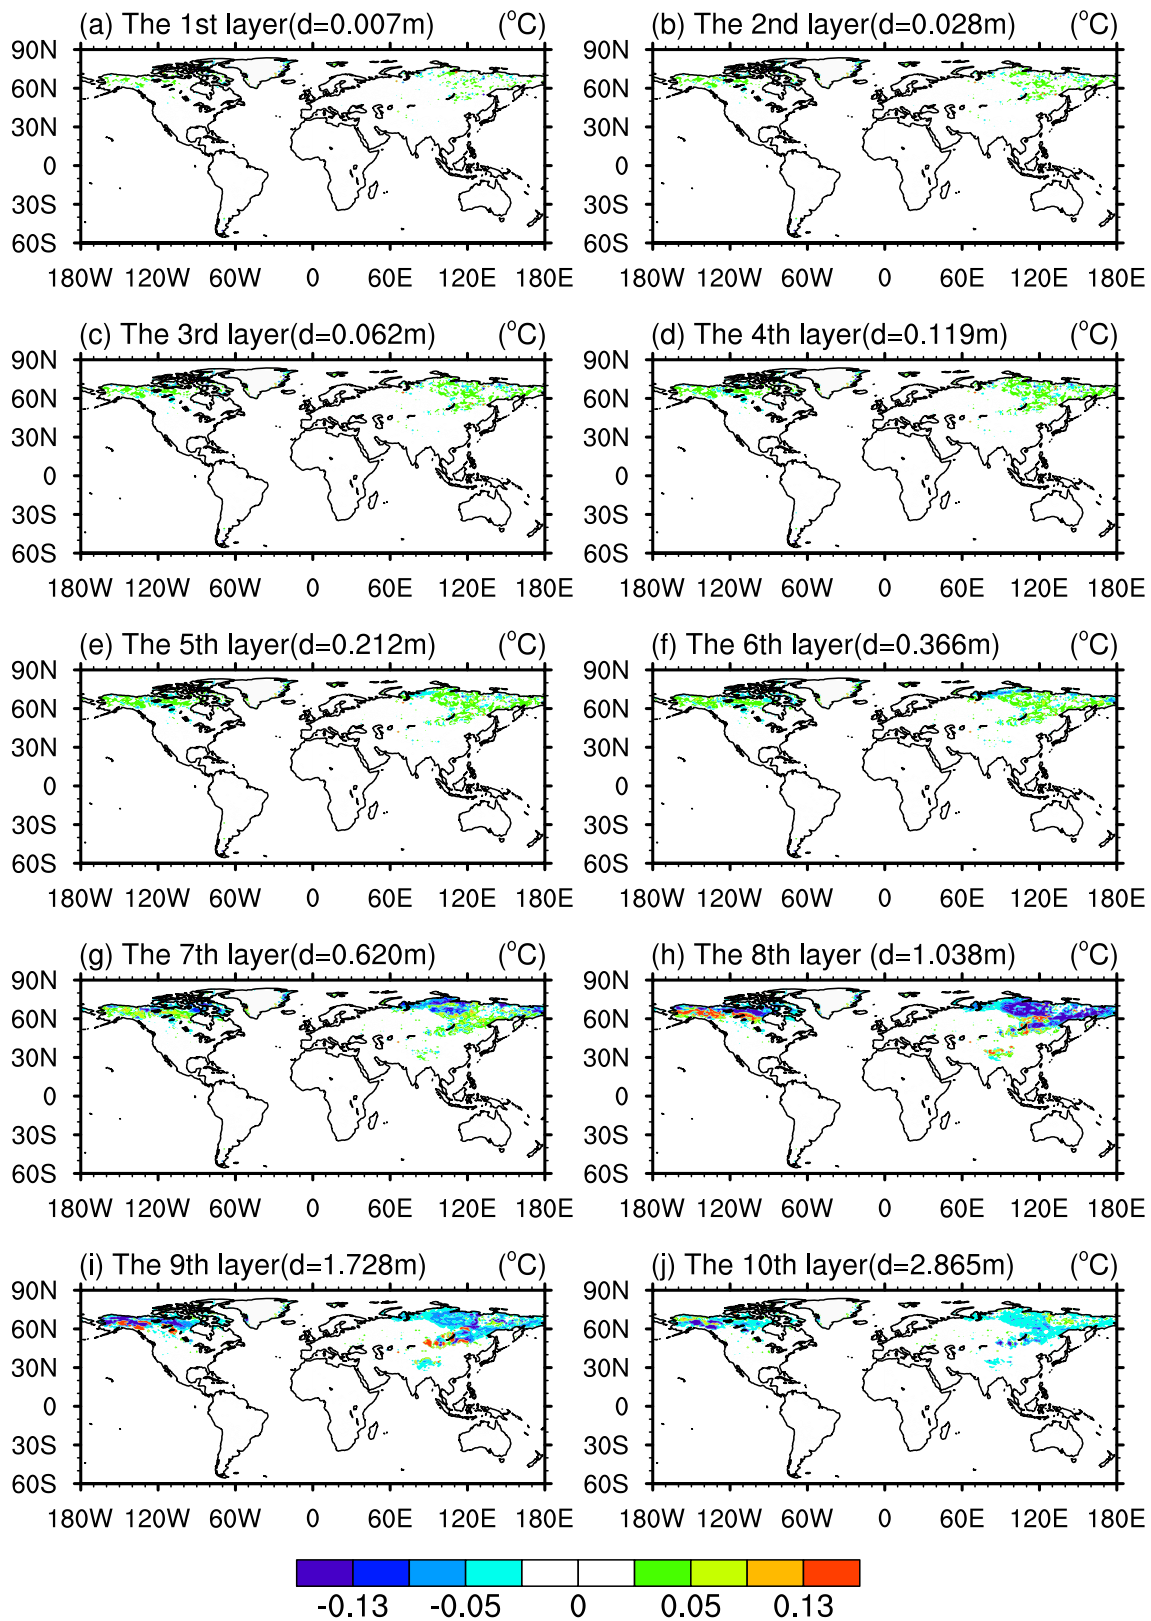 (a) The 1st layer(d=0.007m) (°C)
(b) The 2nd layer(d=0.028m) (°C)
90N 90N
60N 60N
30N 30N
0 0
30S 30S
60S 60S
180W 120W 60W 0 60E 120E 180E
180W 120W 60W 0 60E 120E 180E
(c) The 3rd layer(d=0.062m) (°C)
(d) The 4th layer(d=0.119m) (°C)
90N 90N
60N 60N
30N 30N
0 0
30S 30S
60S 60S
180W 120W 60W 0 60E 120E 180E
180W 120W 60W 0 60E 120E 180E
(e) The 5th layer(d=0.212m) (°C)
(f) The 6th layer(d=0.366m) (°C)
90N 90N
60N 60N
30N 30N
0 0
30S 30S
60S 60S
180W 120W 60W 0 60E 120E 180E
180W 120W 60W 0 60E 120E 180E
(g) The 7th layer(d=0.620m) (°C)
(h) The 8th layer (d=1.038m) (°C)
90N 90N
60N 60N
30N 30N
0 0
30S 30S
60S 60S
180W 120W 60W 0 60E 120E 180E
180W 120W 60W 0 60E 120E 180E
(i) The 9th layer(d=1.728m) (°C)
(j) The 10th layer(d=2.865m) (°C)
90N 90N
60N 60N
30N 30N
0 0
30S 30S
60S 60S
180W 120W 60W 0 60E 120E 180E
180W 120W 60W 0 60E 120E 180E
-0.13 -0.05 0 0.05 0.13